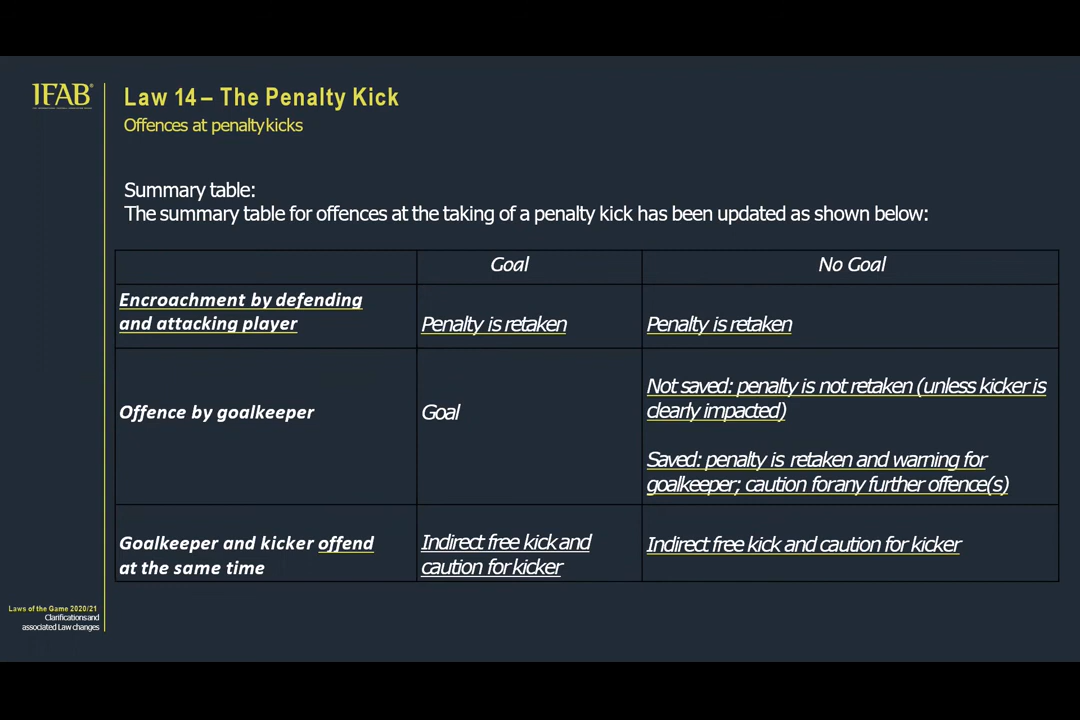 IFAB
Law 14 – The Penalty Kick
Offences at penalty kicks
Summary table:
The summary table for offences at the taking of a penalty kick has been updated as shown below:
Goal
No Goal
Encroachment by defending
and attacking player
Penalty is retaken
Penalty is retaken
Offence by goalkeeper
Goal
Not saved: penalty is not retaken (unless kicker is
clearly impacted)
Saved: penalty is retaken and warning for
goalkeeper; caution forany further offence(s)
Goalkeeper and kicker offend
at the same time
Indirect free kick and
caution for kicker
Indirect free kick and caution for kicker
Laws of the Game 2020/21
Clarifications and
associated Law changes